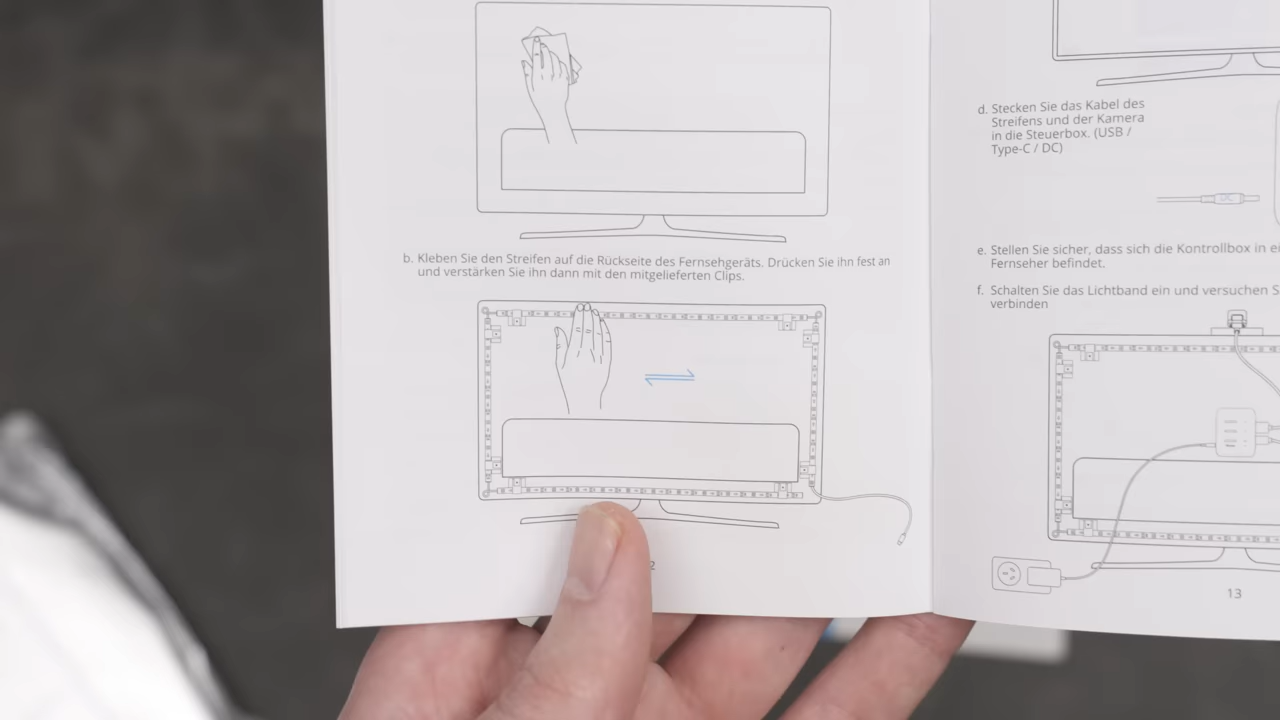 b. Kleben Sie den Streifen auf die Rückseite des Fernsehgeräts. Drücken Sie ihn fest an
und verstärken Sie ihn dann mit den mitgelieferten Clips.
2
d. Stecken Sie das Kabel des
Streifens und der Kamera
in die Steuerbox. (USB /
Type-C / DC)
DC
e. Stellen Sie sicher, dass sich die Kontrollbox in
Fernseher befindet.
f. Schalten Sie das Lichtband ein und versuchen
verbinden
13